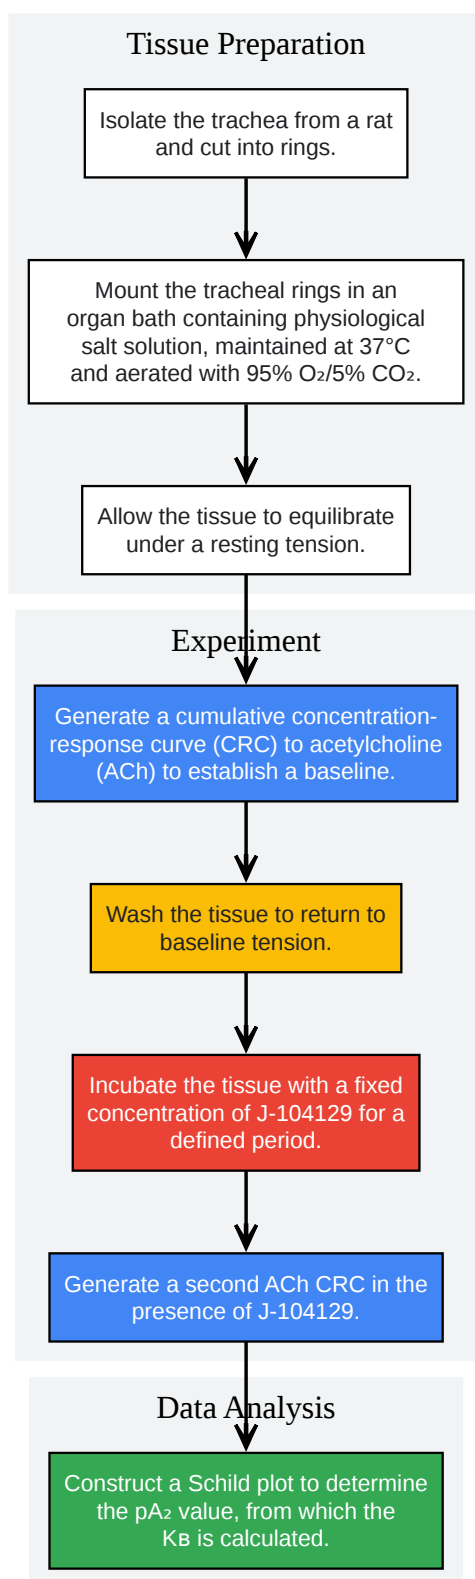 Tissue Preparation
Isolate the trachea from a rat
and cut into rings.
Mount the tracheal rings in an
organ bath containing physiological
salt solution, maintained at 37°C
and aerated with 95% O₂/5% CO₂.
Allow the tissue to equilibrate
under a resting tension.
Experiment
Generate a cumulative concentration-
response curve (CRC) to acetylcholine
(ACh) to establish a baseline.
Wash the tissue to return to
baseline tension.
Incubate the tissue with a fixed
concentration of J-104129 for a
defined period.
Generate a second ACh CRC in the
presence of J-104129.
Data Analysis
Construct a Schild plot to determine
the pA₂ value, from which the
Kʙ is calculated.